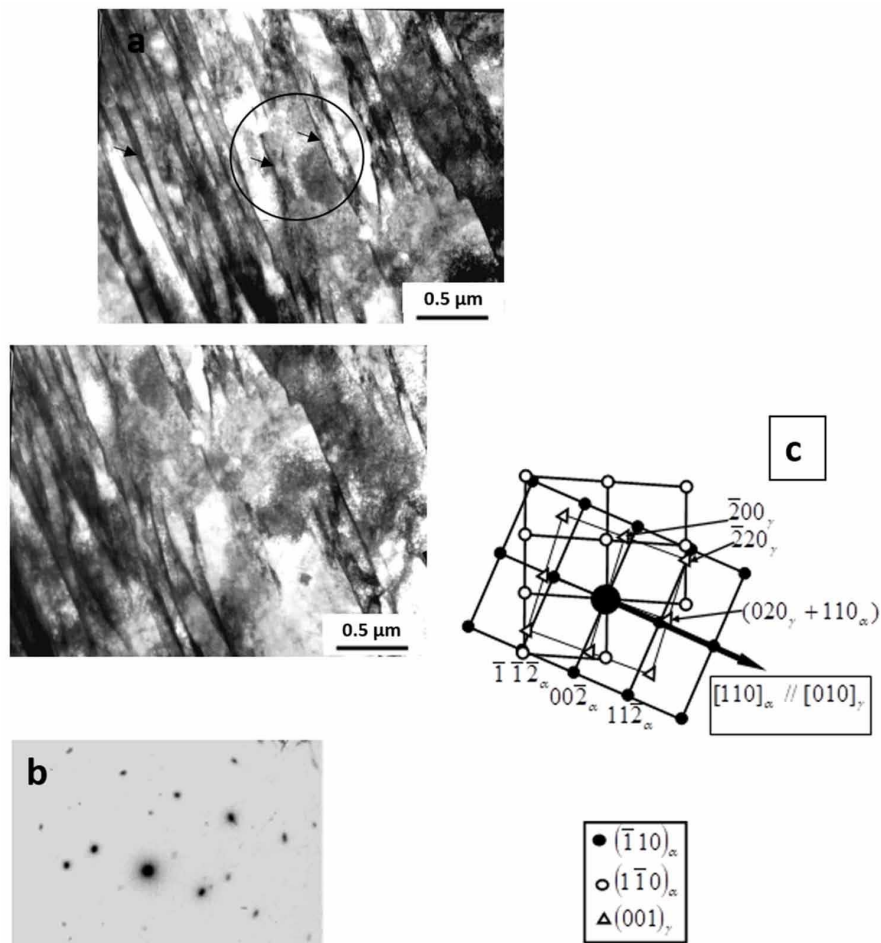 a
0.5 µm
0.5 µm
c
2̅00γ
2̅20γ
(020γ + 110α)
1̅ 1̅2̅α
002̅α
112̅α
[110]α // [010]γ
b
(1̅ 10)α
(11̅0)α
(001)γ